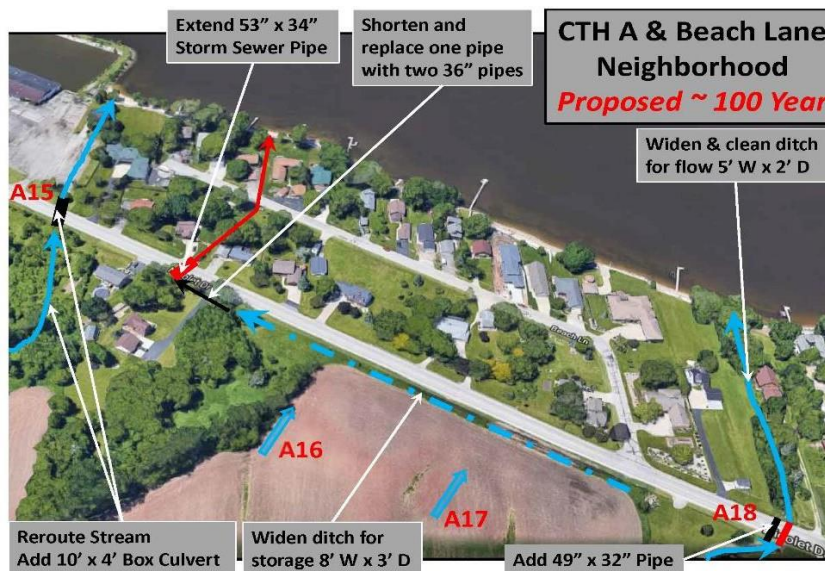 Extend 53” x 34”
Storm Sewer Pipe
Shorten and
replace one pipe
with two 36” pipes
CTH A & Beach Lane
Neighborhood
Proposed ~ 100 Year
Widen & clean ditch
for flow 5’ W x 2’ D
A15
Beach Ln
A16
A17
A18
Reroute Stream
Add 10’ x 4’ Box Culvert
Widen ditch for
storage 8’ W x 3’ D
Add 49” x 32” Pipe